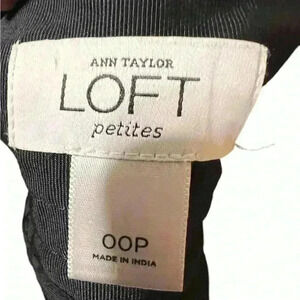 ANN TAYLOR
LOFT
petites
00P
MADE IN INDIA